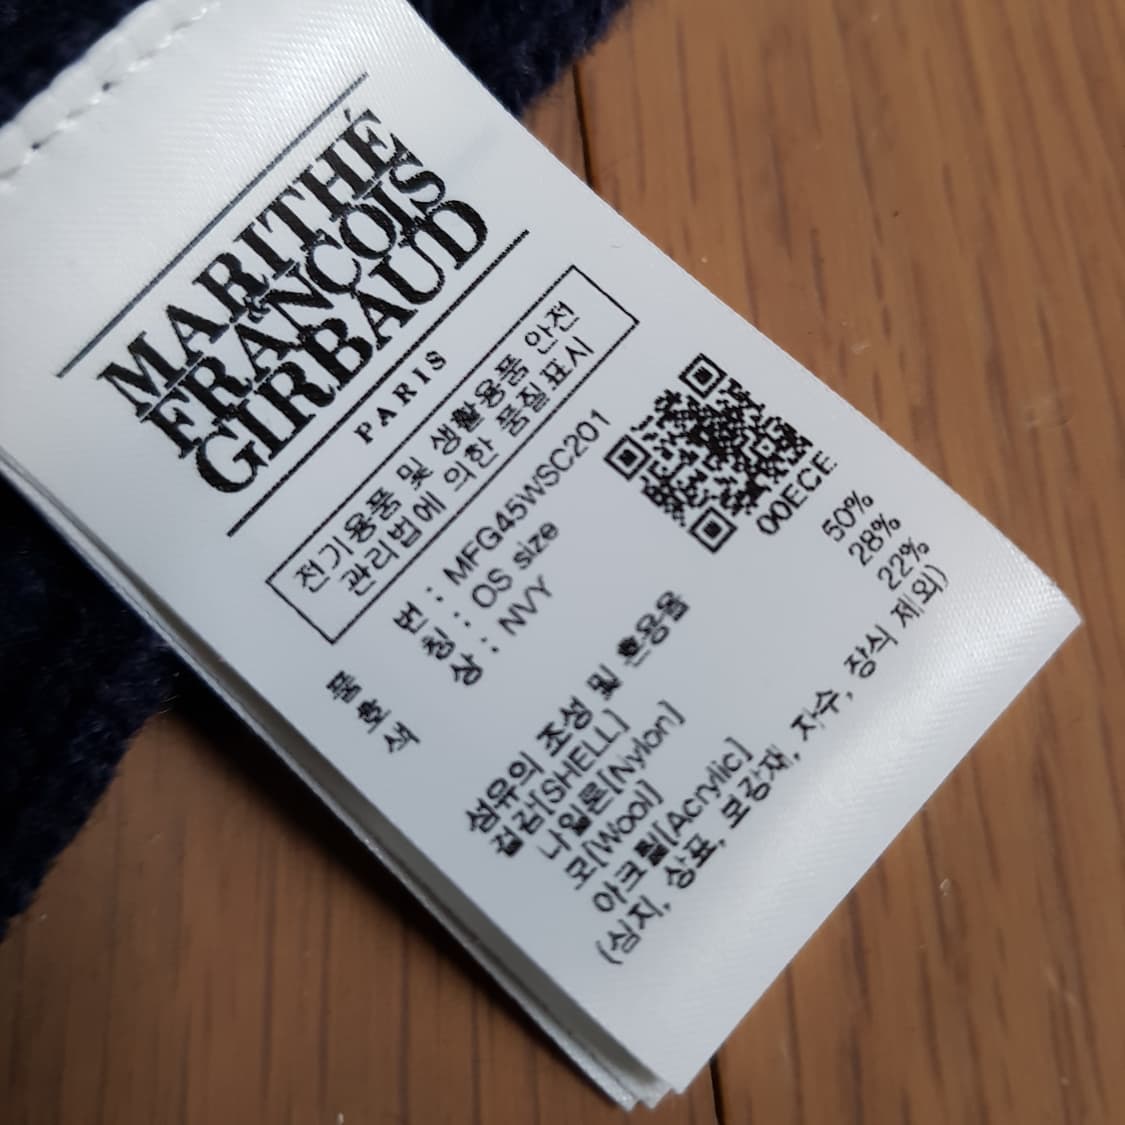 MARITHÉ
&
FRANCOIS
GIRBAUD
PARIS
전기용품 및 생활용품 안전
관리법에 의한 품질표시
품 번 : MFG45WSC201
호 칭 : OS size
색 상 : NVY
00ECE
섬유의 조성 및 혼용율
겉감[SHELL]
나일론[Nylon] 50%
모[Wool] 28%
아크릴[Acrylic] 22%
(심지, 상표, 보강재, 자수, 장식 제외)